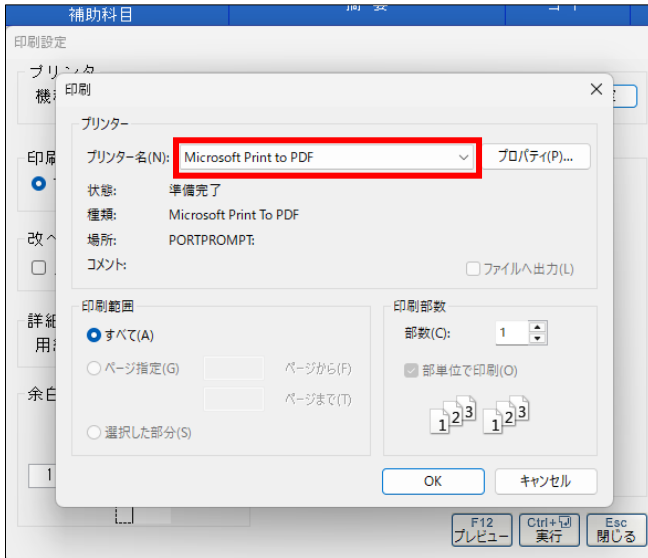 補助科目
摘 要
印刷設定
プリンタ
印刷
プリンター
プリンター名(N): Microsoft Print to PDF プロパティ(P)...
状態: 準備完了
種類: Microsoft Print To PDF
場所: PORTPROMPT:
コメント: ファイルへ出力(L)
印刷範囲 印刷部数
すべて(A) 部数(C): 1
ページ指定(G) ページから(F) 部単位で印刷(O)
ページまで(T)
選択した部分(S)
1 2 3 1 2 3
OK キャンセル
印刷
改ペ
詳細
用
余白
1
F12 プレビュー Ctrl+ 実行 Esc 閉じる